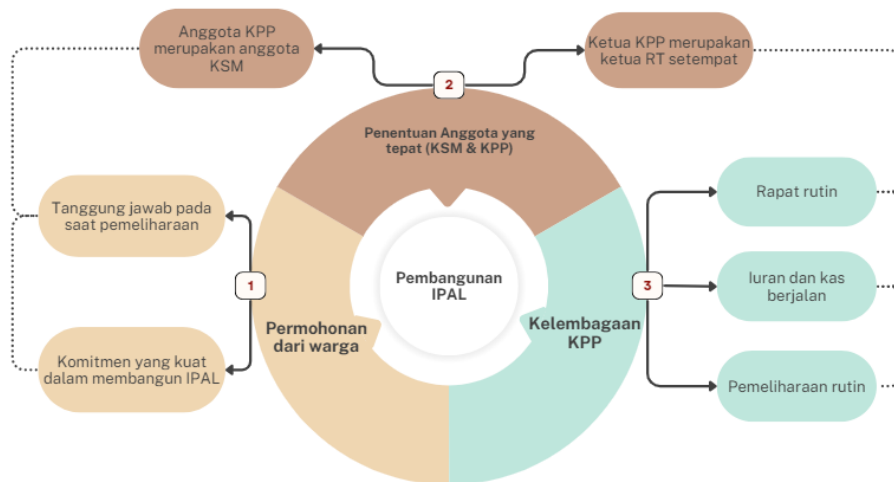 Anggota KPP
merupakan anggota
KSM
Ketua KPP merupakan
ketua RT setempat
2
Penentuan Anggota yang
tepat (KSM & KPP)
Tanggung jawab pada
saat pemeliharaan
Rapat rutin
1
Pembangunan
IPAL
3
Iuran dan kas
berjalan
Permohonan
dari warga
Kelembagaan
KPP
Komitmen yang kuat
dalam membangun IPAL
Pemeliharaan rutin